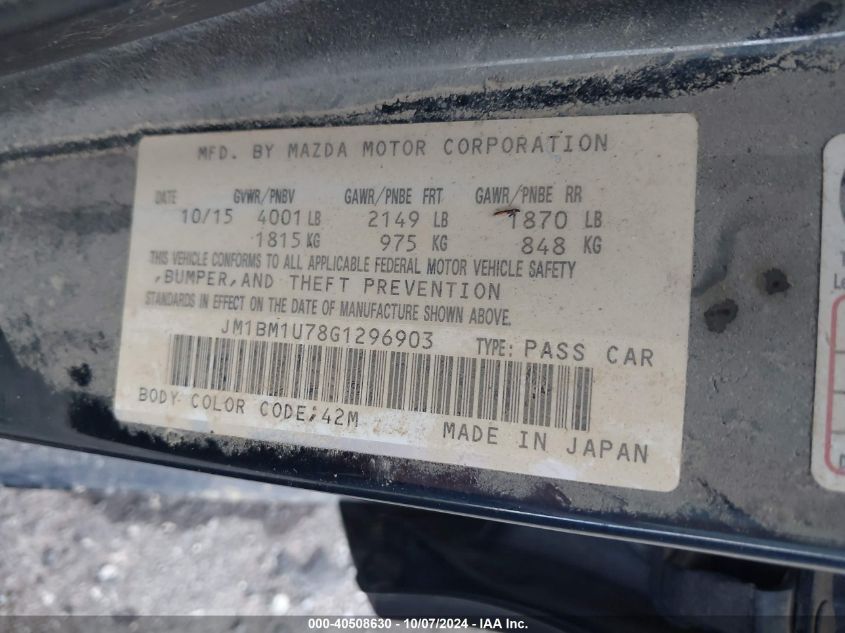 MFD. BY MAZDA MOTOR CORPORATION
DATE GVWR/PNBV GAWR/PNBE FRT GAWR/PNBE RR
10/15 4001 LB 2149 LB 1870 LB
1815 KG 975 KG 848 KG
THIS VEHICLE CONFORMS TO ALL APPLICABLE FEDERAL MOTOR VEHICLE SAFETY
,BUMPER,AND THEFT PREVENTION
STANDARDS IN EFFECT ON THE DATE OF MANUFACTURE SHOWN ABOVE.
JM1BM1U78G1296903 TYPE: PASS CAR
BODY COLOR CODE;42M
MADE IN JAPAN
000-40508630 - 10/07/2024 - IAA Inc.